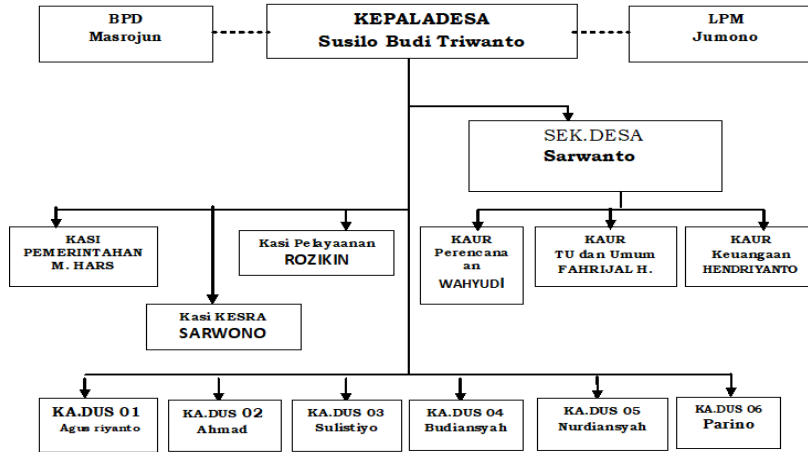 BPD
Masrojun
KEPALADESA
Susilo Budi Triwanto
LPM
Jumono
SEK.DESA
Sarwanto
KASI
PEMERINTAHAN
M. HARS
Kasi Pelayaanan
ROZIKIN
KAUR
Perencana
an
WAHYUDI
KAUR
TU dan Umum
FAHRIJAL H.
KAUR
Keuangaan
HENDRIYANTO
Kasi KESRA
SARWONO
KA.DUS 01
Agus riyanto
KA.DUS 02
Ahmad
KA.DUS 03
Sulistiyo
KA.DUS 04
Budiansyah
KA.DUS 05
Nurdiansyah
KA.DUS 06
Parino